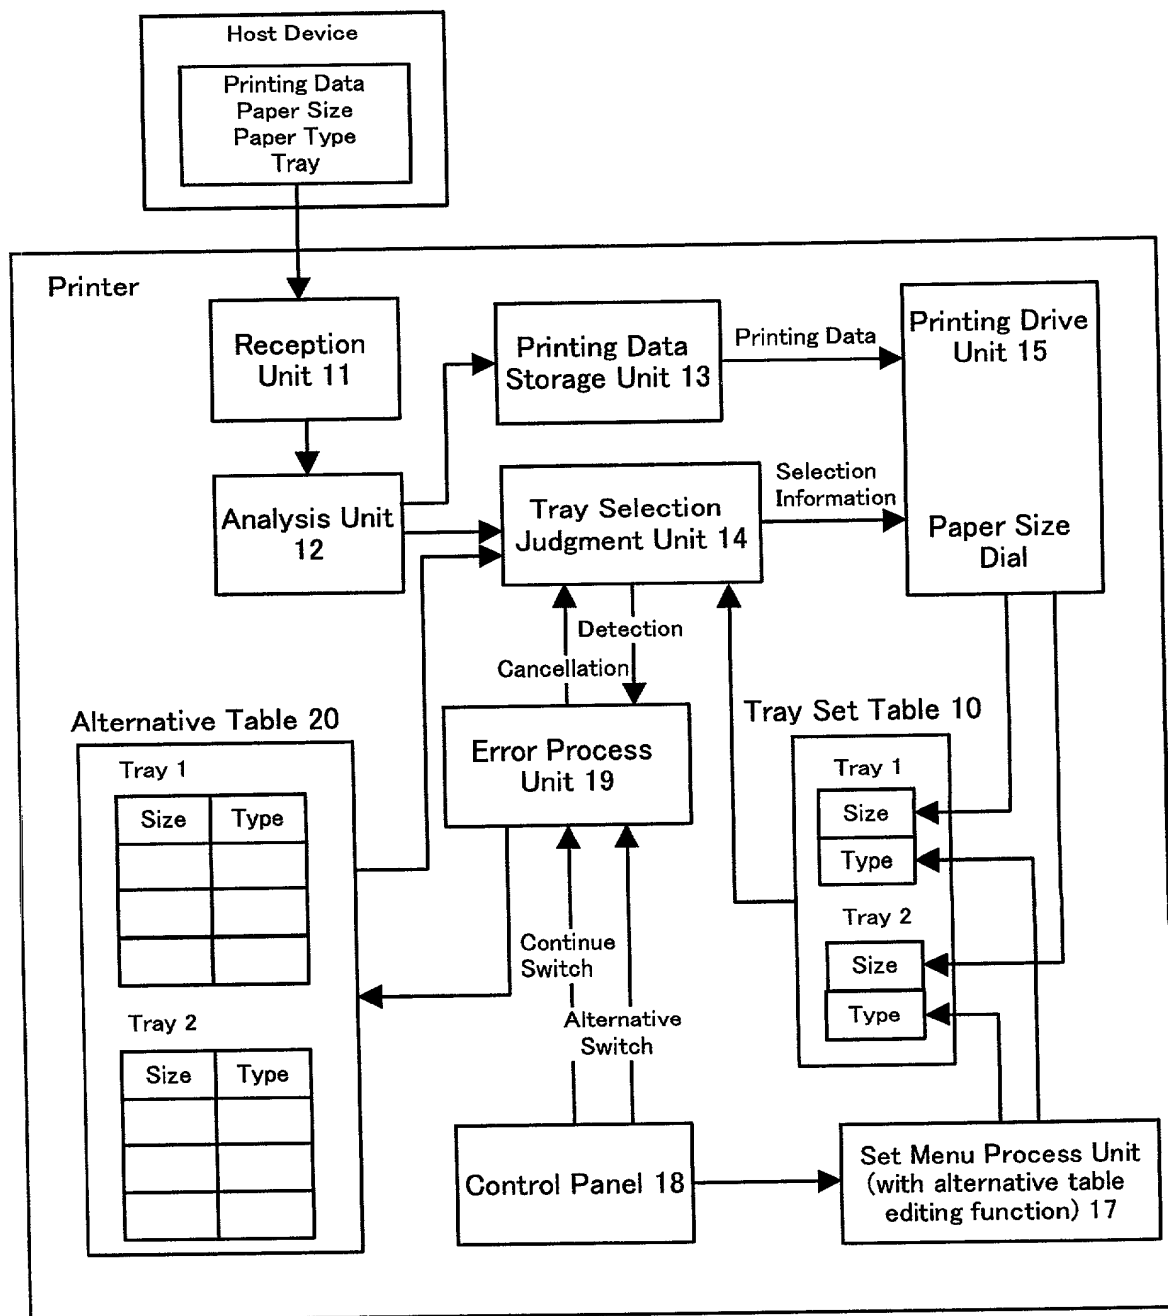 Host Device
Printing Data
Paper Size
Paper Type
Tray
Printer
Reception
Unit 11
Printing Data
Storage Unit 13
Printing Data
Printing Drive
Unit 15
Analysis Unit
12
Tray Selection
Judgment Unit 14
Selection
Information
Paper Size
Dial
Detection
Cancellation
Alternative Table 20
Tray 1
Size Type
Tray 2
Size Type
Error Process
Unit 19
Tray Set Table 10
Tray 1
Size
Type
Tray 2
Size
Type
Continue
Switch
Alternative
Switch
Control Panel 18
Set Menu Process Unit
(with alternative table
editing function) 17